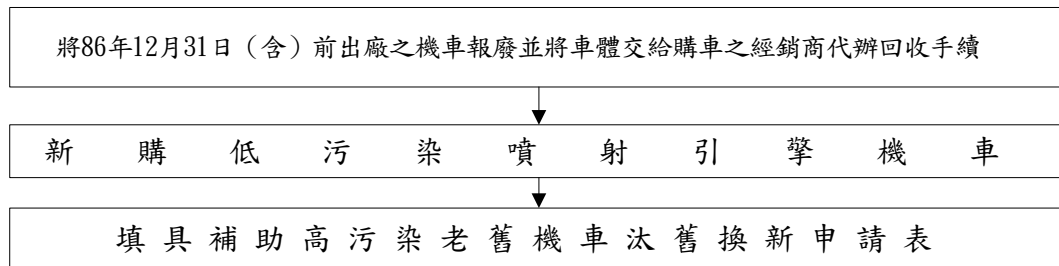 將86年12月31日（含）前出廠之機車報廢並將車體交給購車之經銷商代辦回收手續
新購低污染噴射引擎機車
填具補助高污染老舊機車汰舊換新申請表